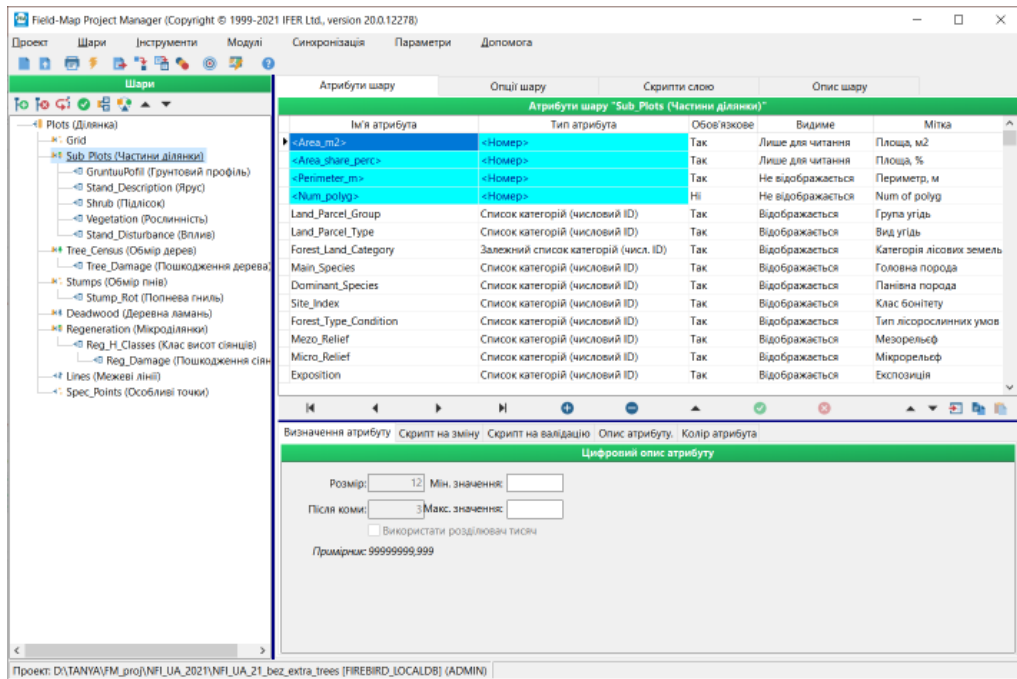 Field-Map Project Manager (Copyright © 1999-2021 IFER Ltd., version 20.0.12278)
Проект Шари Інструменти Модулі Синхронізація Параметри Допомога
Шари
Plots (Ділянка)
Grid
Sub_Plots (Частини ділянки)
GruntuuPofil (Ґрунтовий профіль)
Stand_Description (Ярус)
Shrub (Підлісок)
Vegetation (Рослинність)
Stand_Disturbance (Вплив)
Tree_Census (Обмір дерев)
Tree_Damage (Пошкодження дерева)
Stumps (Обмір пнів)
Stump_Rot (Попнева гниль)
Deadwood (Деревна ламань)
Regeneration (Мікроділянки)
Reg_H_Classes (Клас висот сіянців)
Reg_Damage (Пошкодження сіян
Lines (Межеві лінії)
Spec_Points (Особливі точки)
Атрибути шару Опції шару Скрипти слою Опис шару
Атрибути шару "Sub_Plots (Частини ділянки)"
Ім'я атрибута Тип атрибута Обов'язкове Видиме Мітка
<Area_m2> <Номер> Так Лише для читання Площа, м2
<Area_share_perc> <Номер> Так Лише для читання Площа, %
<Perimeter_m> <Номер> Так Не відображається Периметр, м
<Num_polyg> <Номер> Ні Не відображається Num of polyg
Land_Parcel_Group Список категорій (числовий ID) Так Відображається Група угідь
Land_Parcel_Type Список категорій (числовий ID) Так Відображається Вид угідь
Forest_Land_Category Залежний список категорій (числ. ID) Так Відображається Категорія лісових земель
Main_Species Список категорій (числовий ID) Так Відображається Головна порода
Dominant_Species Список категорій (числовий ID) Так Відображається Панівна порода
Site_Index Список категорій (числовий ID) Так Відображається Клас бонітету
Forest_Type_Condition Список категорій (числовий ID) Так Відображається Тип лісорослинних умов
Mezo_Relief Список категорій (числовий ID) Так Відображається Мезорельєф
Micro_Relief Список категорій (числовий ID) Так Відображається Мікрорельєф
Exposition Список категорій (числовий ID) Так Відображається Експозиція
Визначення атрибуту Скрипт на зміну Скрипт на валідацію Опис атрибуту. Колір атрибута
Цифровий опис атрибуту
Розмір: 12 Мін. значення:
Після коми: 3 Макс. значення:
Використати розділювач тисяч
Примірник: 99999999,999
Проект: D:\TANYA\FM_proj\NFI_UA_2021\NFI_UA_21_bez_extra_trees [FIREBIRD_LOCALDB] (ADMIN)